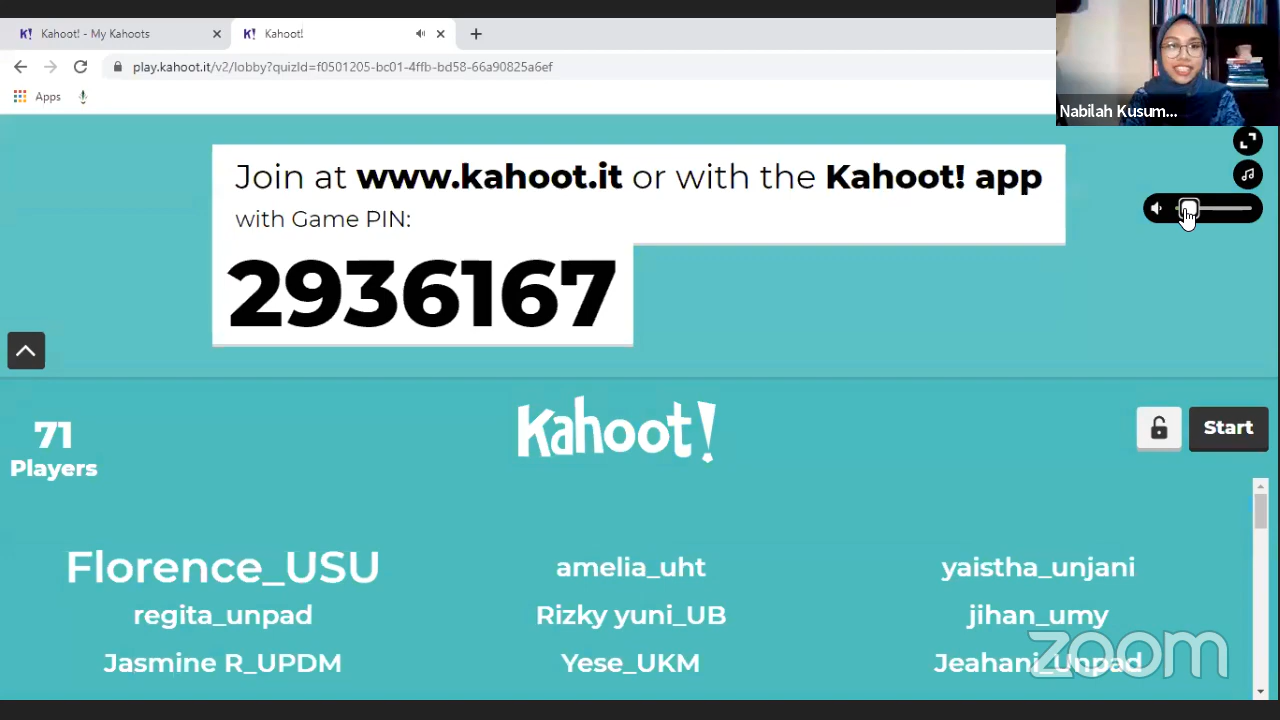 Kahoot! - My Kahoots
Kahoot!
play.kahoot.it/v2/lobby?quizId=f0501205-bc01-4ffb-bd58-66a90825a6ef
Apps
Nabilah Kusum...
Join at www.kahoot.it or with the Kahoot! app
with Game PIN:
2936167
71
Players
Kahoot!
Start
Florence_USU amelia_uht yaistha_unjani
regita_unpad Rizky yuni_UB jihan_umy
Jasmine R_UPDM Yese_UKM Jeahani_Unpad
zoom